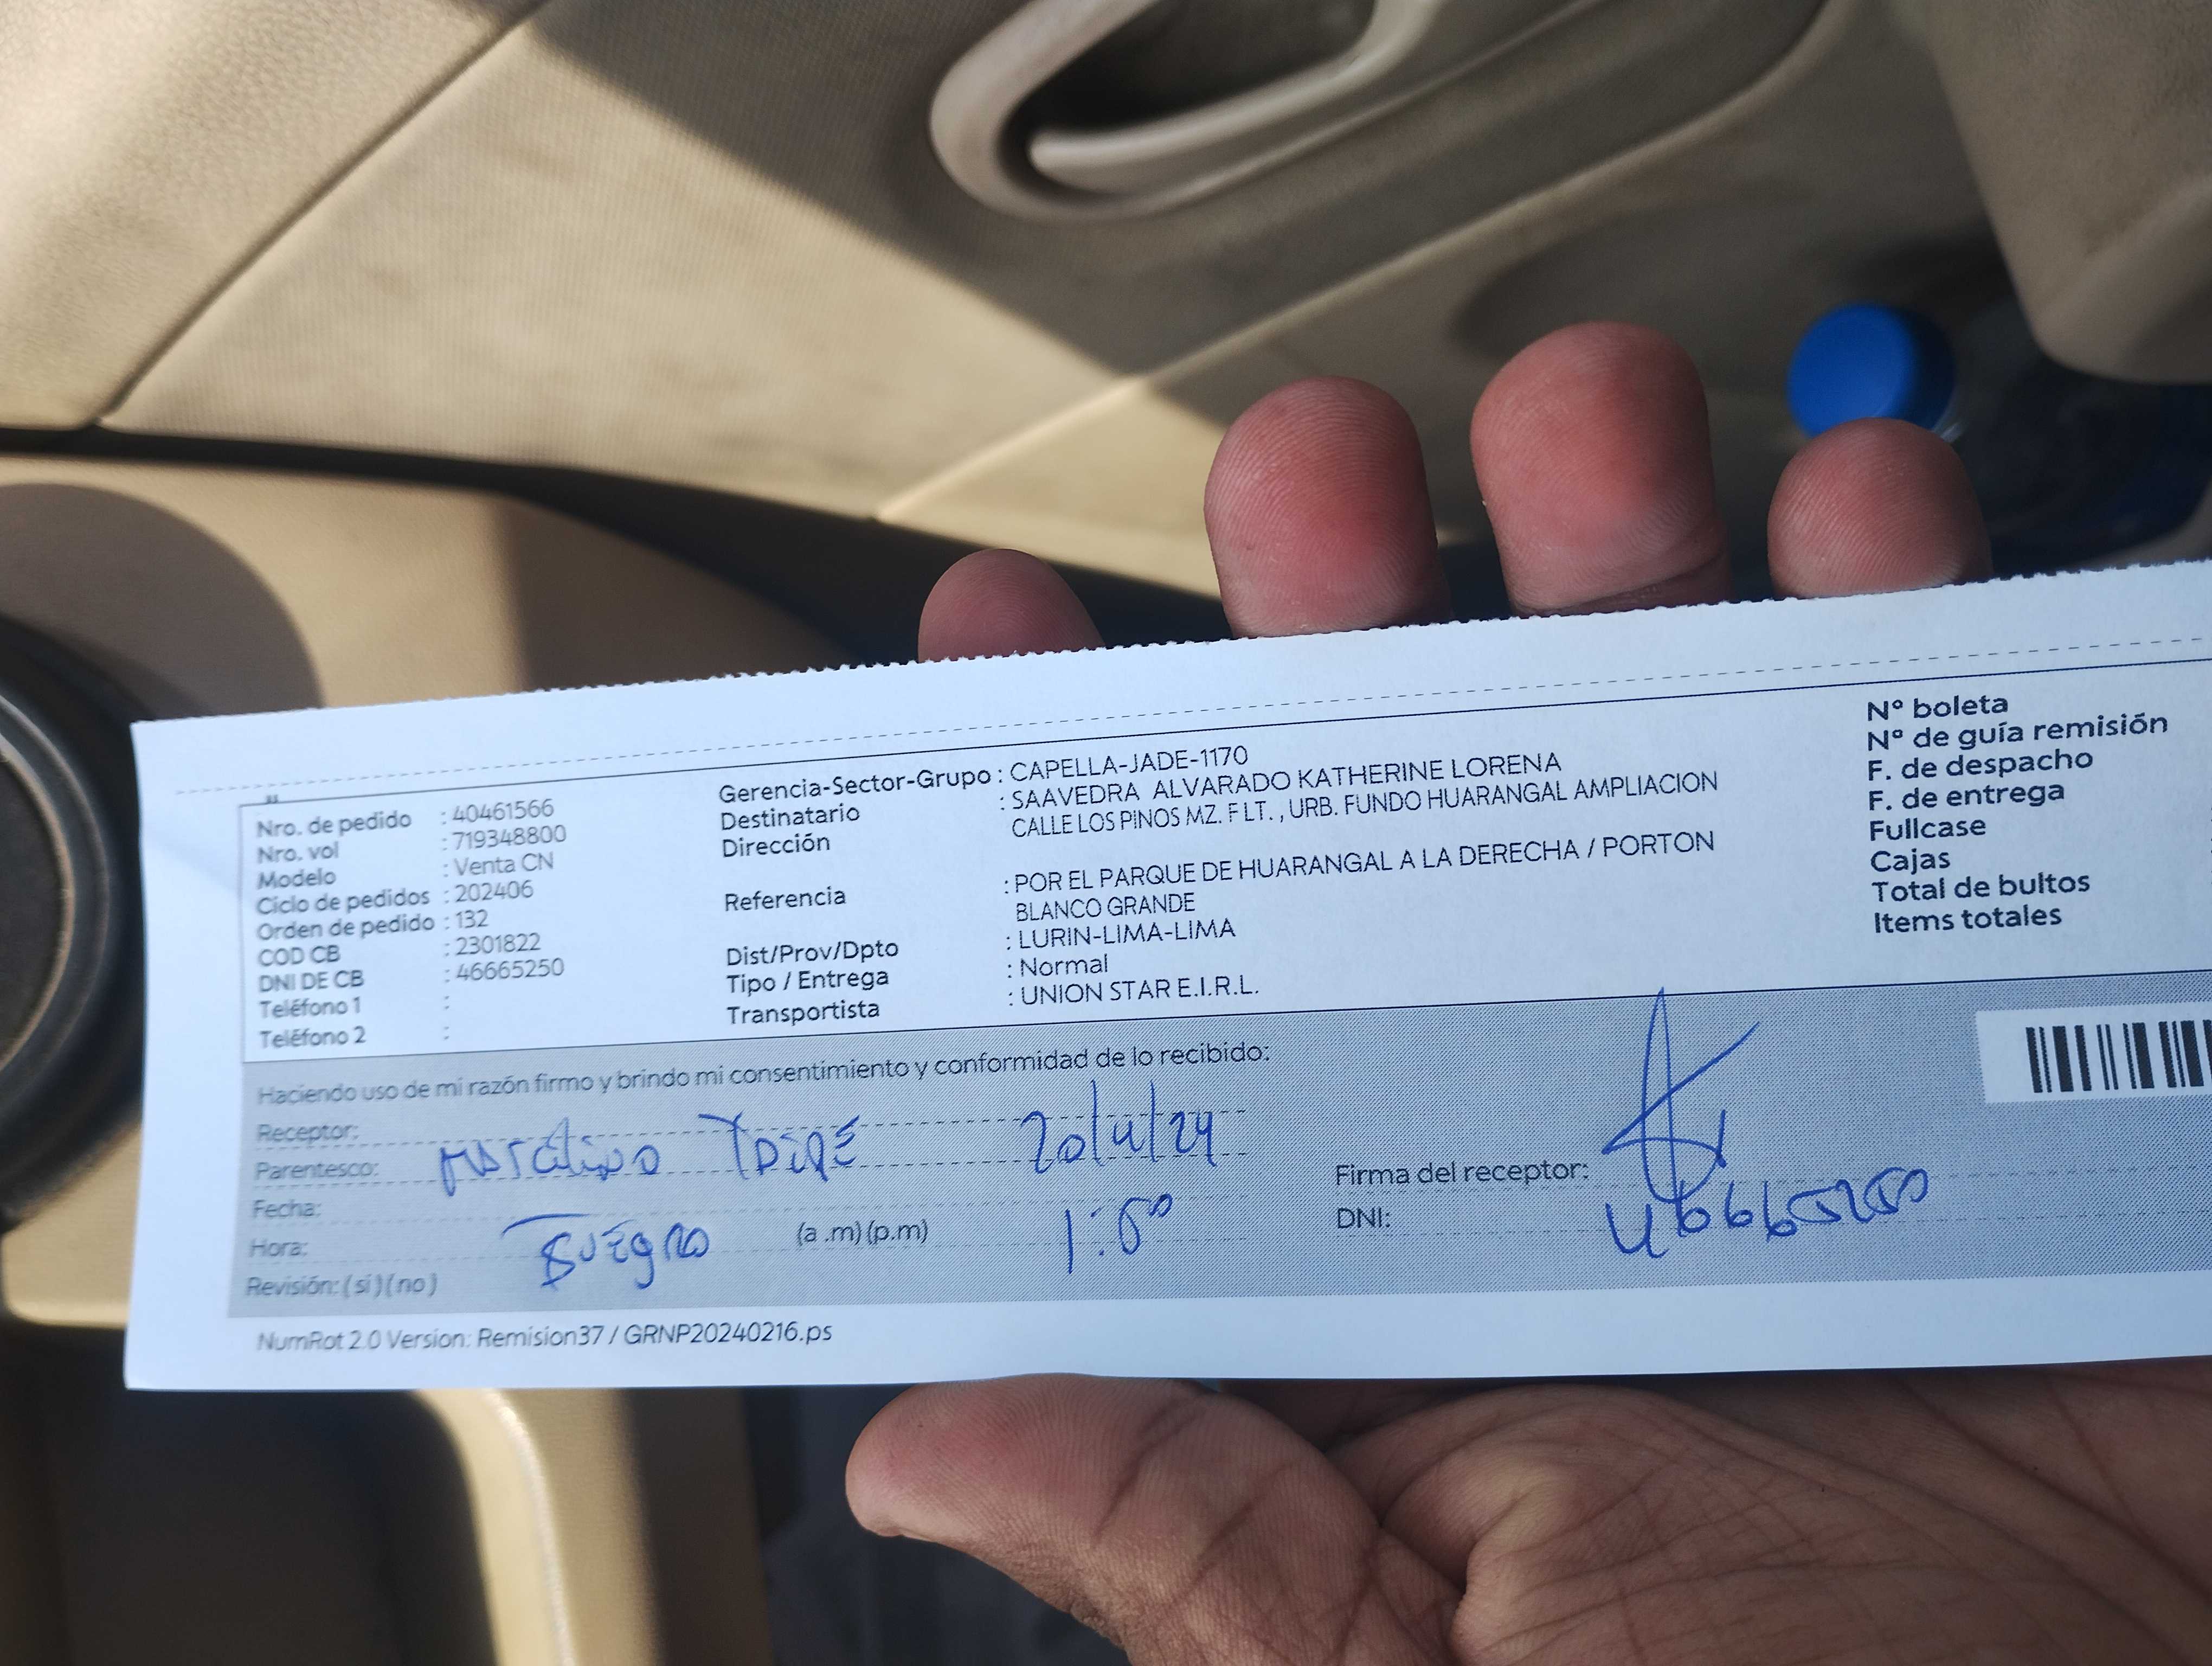 Nro. de pedido : 40461566
Nro. vol : 719348800
Modelo : Venta CN
Ciclo de pedidos : 202406
Orden de pedido : 132
COD CB : 2301822
DNI DE CB : 46665250
Teléfono 1 :
Teléfono 2 :
Gerencia-Sector-Grupo : CAPELLA-JADE-1170
Destinatario : SAAVEDRA ALVARADO KATHERINE LORENA
Dirección CALLE LOS PINOS MZ. F LT. , URB. FUNDO HUARANGAL AMPLIACION
Referencia : POR EL PARQUE DE HUARANGAL A LA DERECHA / PORTON
BLANCO GRANDE
Dist/Prov/Dpto : LURIN-LIMA-LIMA
Tipo / Entrega : Normal
Transportista : UNION STAR E.I.R.L.
N° boleta
N° de guía remisión
F. de despacho
F. de entrega
Fullcase
Cajas
Total de bultos
Items totales
Haciendo uso de mi razón firmo y brindo mi consentimiento y conformidad de lo recibido:
Receptor:
Parentesco: 20/4/24
Fecha:
Hora: Suegro (a .m) (p.m) 1:50
Revisión: ( si ) ( no )
Firma del receptor:
DNI: 46665250
NumRot 2.0 Version: Remision37 / GRNP20240216.ps